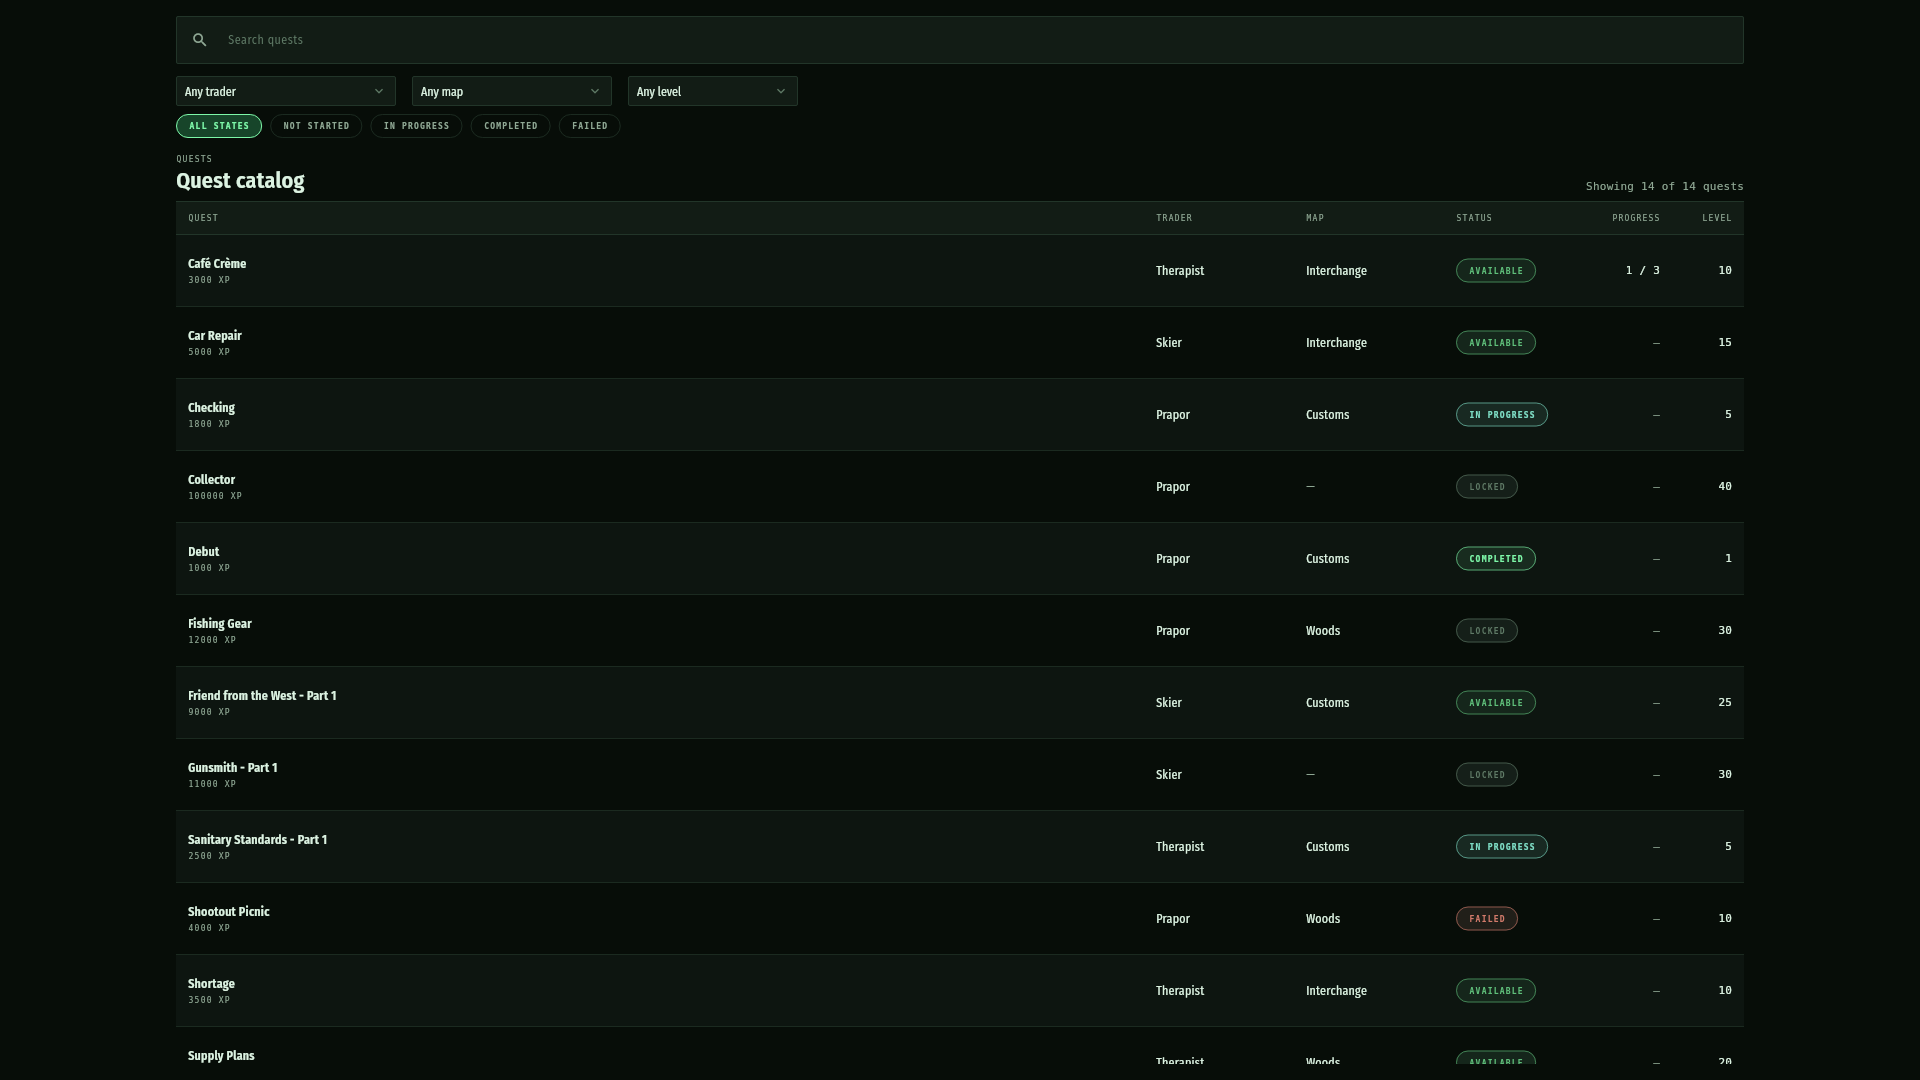 Search quests
Any trader Any map Any level
ALL STATES NOT STARTED IN PROGRESS COMPLETED FAILED
QUESTS
Quest catalog
Showing 14 of 14 quests
QUEST TRADER MAP STATUS PROGRESS LEVEL
Café Crème
3000 XP
Therapist Interchange AVAILABLE 1 / 3 10
Car Repair
5000 XP
Skier Interchange AVAILABLE — 15
Checking
1800 XP
Prapor Customs IN PROGRESS — 5
Collector
100000 XP
Prapor — LOCKED — 40
Debut
1000 XP
Prapor Customs COMPLETED — 1
Fishing Gear
12000 XP
Prapor Woods LOCKED — 30
Friend from the West - Part 1
9000 XP
Skier Customs AVAILABLE — 25
Gunsmith - Part 1
11000 XP
Skier — LOCKED — 30
Sanitary Standards - Part 1
2500 XP
Therapist Customs IN PROGRESS — 5
Shootout Picnic
4000 XP
Prapor Woods FAILED — 10
Shortage
3500 XP
Therapist Interchange AVAILABLE — 10
Supply Plans
Therapist Woods AVAILABLE — 20